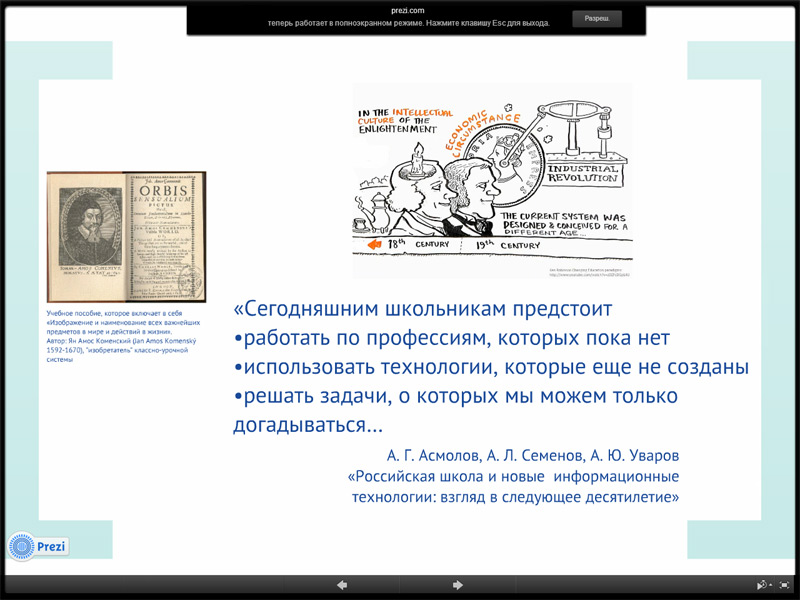 prezi.com
теперь работает в полноэкранном режиме. Нажмите клавишу Esc для выхода.
Разреш.
IN THE INTELLECTUAL
CULTURE OF THE
ENLIGHTENMENT
ECONOMIC
CIRCUMSTANCE
INDUSTRIAL
REVOLUTION
THE CURRENT SYSTEM WAS
DESIGNED & CONCEIVED FOR A
DIFFERENT AGE...
18th CENTURY
19th CENTURY
ORBIS
SENSUALIUM
PICTUS
Учебное пособие, которое включает в себя
«Изображение и наименование всех важнейших
предметов в мире и действий в жизни».
Автор: Ян Амос Коменский (Jan Amos Komenský
1592-1670), "изобретатель" классно-урочной
системы
«Сегодняшним школьникам предстоит
•работать по профессиям, которых пока нет
•использовать технологии, которые еще не созданы
•решать задачи, о которых мы можем только
догадываться...
А. Г. Асмолов, А. Л. Семенов, А. Ю. Уваров
«Российская школа и новые информационные
технологии: взгляд в следующее десятилетие»
Prezi